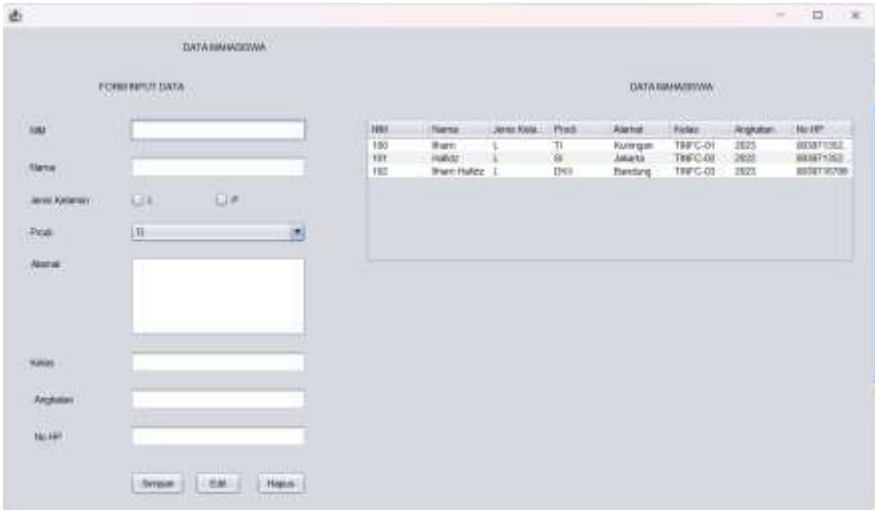 DATA MAHASISWA
FORM INPUT DATA
NIM
Nama
Jenis Kelamin L P
Prodi TI
Alamat
Kelas
Angkatan
No HP
Simpan Edit Hapus
DATA MAHASISWA
NIM Nama Jenis Kela... Prodi Alamat Kelas Angkatan No HP
100 Ilham L TI Kuningan TINFC-01 2023
101 Hafidz L SI Jakarta TINFC-02 2022
102 Ilham Hafidz L Bandung TINFC-03 2023